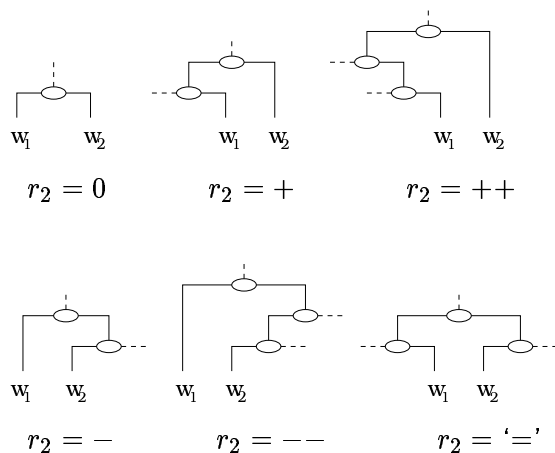 w₁ w₂ w₁ w₂ w₁ w₂
r₂ = 0 r₂ = + r₂ = ++
w₁ w₂ w₁ w₂ w₁ w₂
r₂ = − r₂ = −− r₂ = ‘=’